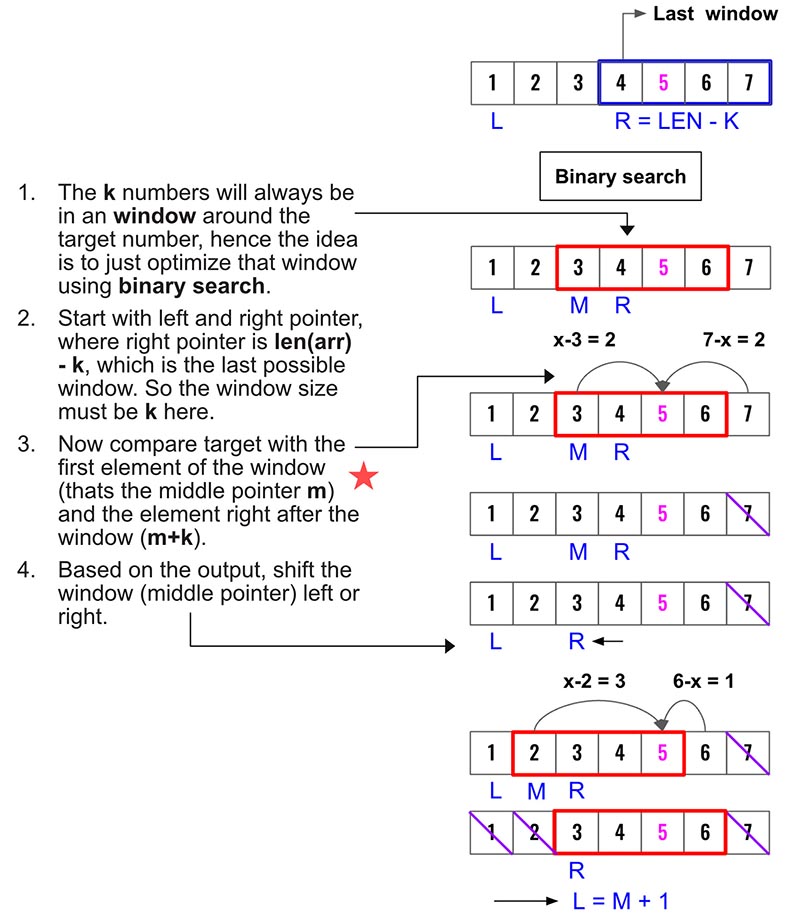 Last window
1 2 3 4 5 6 7
L R = LEN - K
Binary search
1. The k numbers will always be
in an window around the
target number, hence the idea
is to just optimize that window
using binary search.
1 2 3 4 5 6 7
L M R
2. Start with left and right pointer,
where right pointer is len(arr)
- k, which is the last possible
window. So the window size
must be k here.
x-3 = 2 7-x = 2
1 2 3 4 5 6 7
L M R
3. Now compare target with the
first element of the window
(thats the middle pointer m)
and the element right after the
window (m+k).
1 2 3 4 5 6 7
L M R
4. Based on the output, shift the
window (middle pointer) left or
right.
1 2 3 4 5 6 7
L R
x-2 = 3 6-x = 1
1 2 3 4 5 6 7
L M R
1 2 3 4 5 6 7
R
L = M + 1